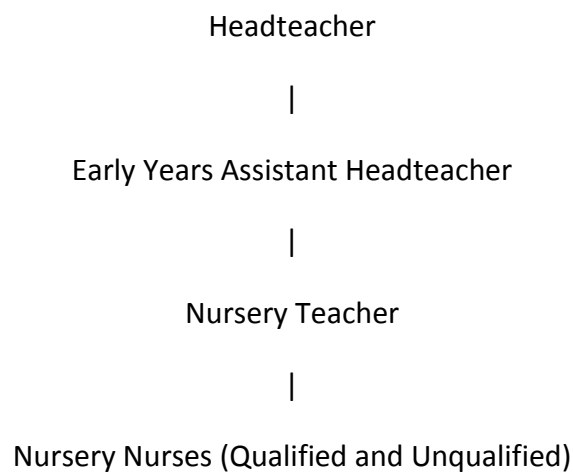 Headteacher
|
Early Years Assistant Headteacher
|
Nursery Teacher
|
Nursery Nurses (Qualified and Unqualified)